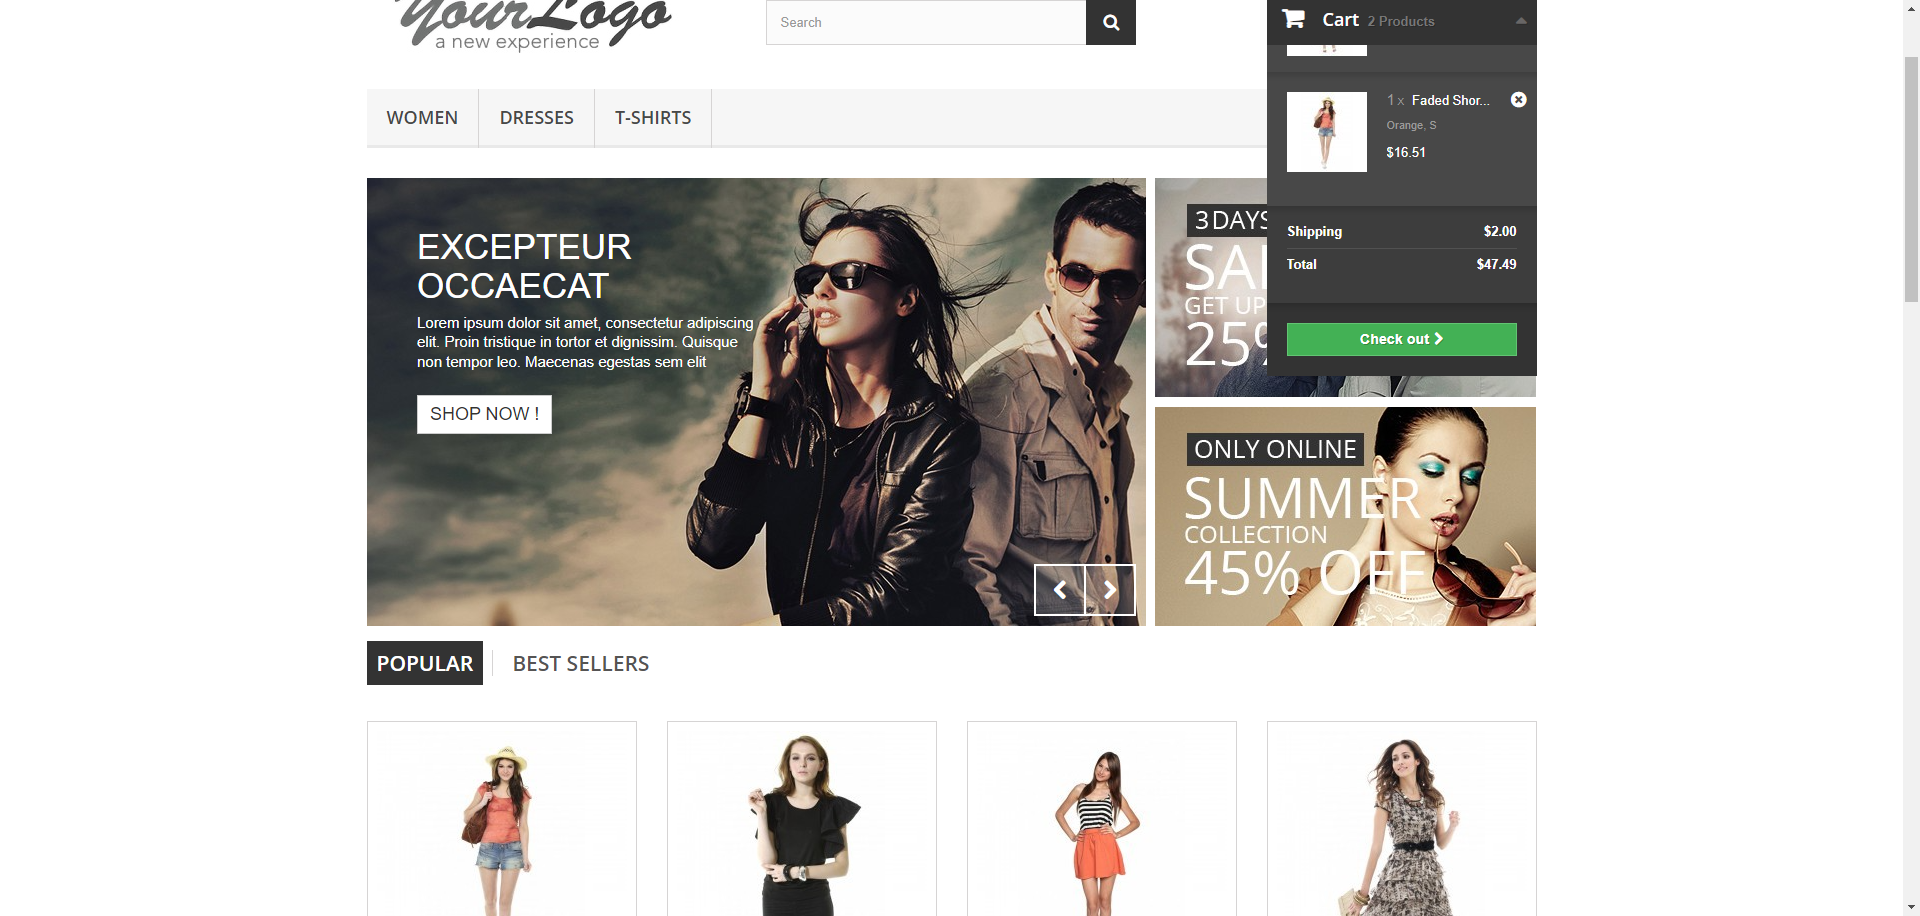 YourLogo
a new experience
Search
Cart 2 Products
1 x Faded Shor...
Orange, S
$16.51
Shipping $2.00
Total $47.49
Check out
WOMEN
DRESSES
T-SHIRTS
EXCEPTEUR
OCCAECAT
Lorem ipsum dolor sit amet, consectetur adipiscing
elit. Proin tristique in tortor et dignissim. Quisque
non tempor leo. Maecenas egestas sem elit
SHOP NOW !
3 DAYS
GET UP
25%
ONLY ONLINE
SUMMER
COLLECTION
45% OFF
POPULAR
BEST SELLERS